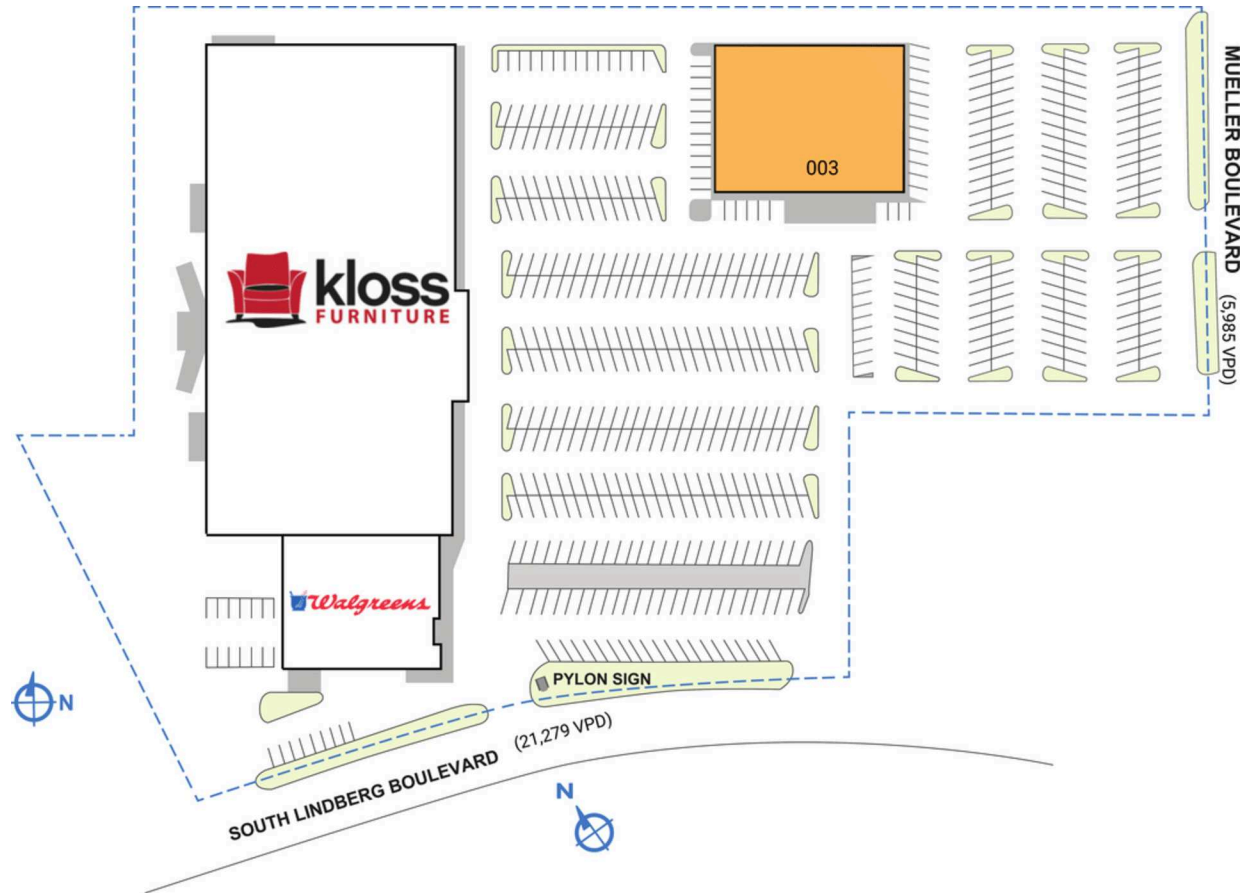 003
MUELLER BOULEVARD (5,985 VPD)
kloss
FURNITURE
Walgreens
N
PYLON SIGN
SOUTH LINDBERG BOULEVARD (21,279 VPD)
N